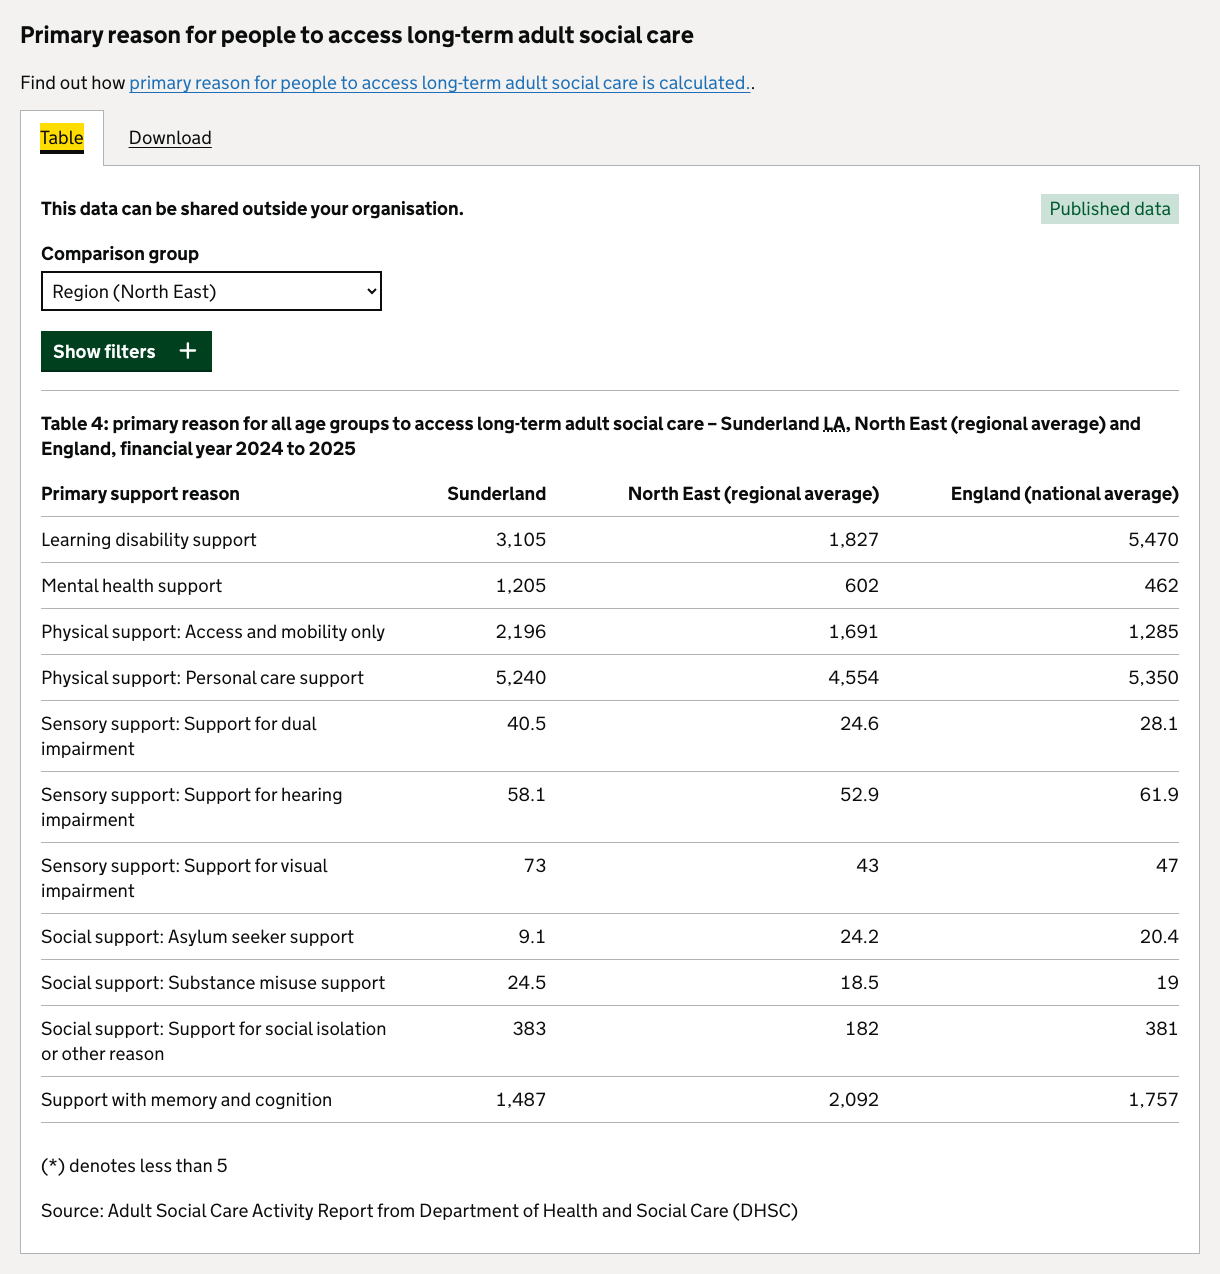 Primary reason for people to access long-term adult social care
Find out how primary reason for people to access long-term adult social care is calculated..
Table Download
This data can be shared outside your organisation. Published data
Comparison group
Region (North East)
Show filters +
Table 4: primary reason for all age groups to access long-term adult social care – Sunderland LA, North East (regional average) and
England, financial year 2024 to 2025
Primary support reason Sunderland North East (regional average) England (national average)
Learning disability support 3,105 1,827 5,470
Mental health support 1,205 602 462
Physical support: Access and mobility only 2,196 1,691 1,285
Physical support: Personal care support 5,240 4,554 5,350
Sensory support: Support for dual 40.5 24.6 28.1
impairment
Sensory support: Support for hearing 58.1 52.9 61.9
impairment
Sensory support: Support for visual 73 43 47
impairment
Social support: Asylum seeker support 9.1 24.2 20.4
Social support: Substance misuse support 24.5 18.5 19
Social support: Support for social isolation 383 182 381
or other reason
Support with memory and cognition 1,487 2,092 1,757
(*) denotes less than 5
Source: Adult Social Care Activity Report from Department of Health and Social Care (DHSC)